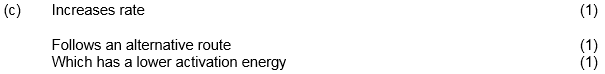 (c) Increases rate (1)
Follows an alternative route (1)
Which has a lower activation energy (1)